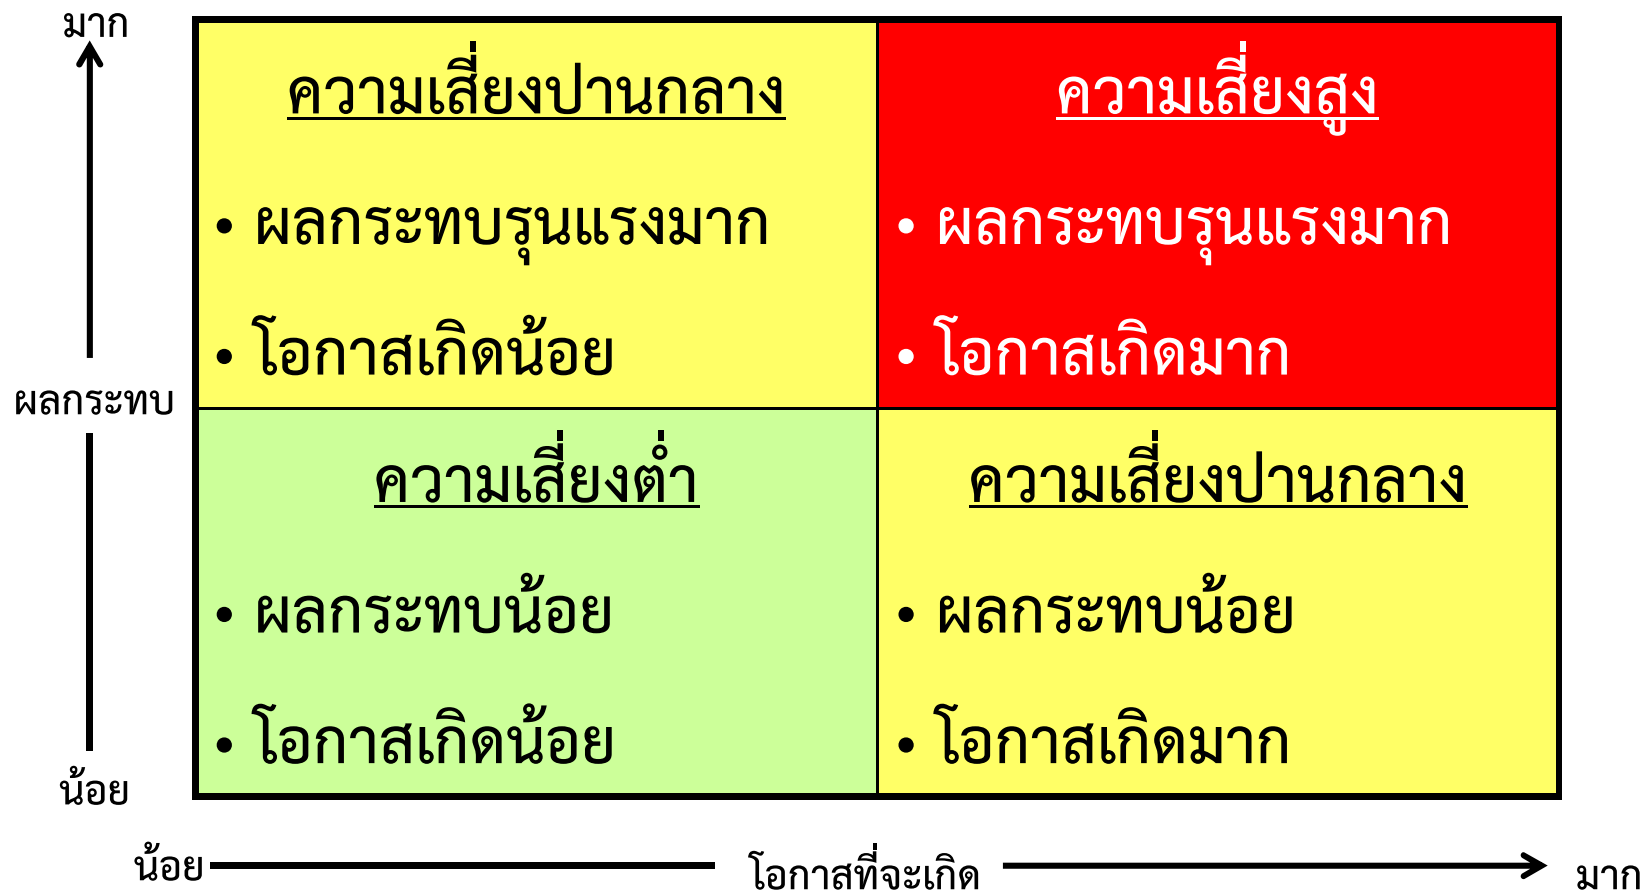 มาก
ความเสี่ยงปานกลาง
• ผลกระทบรุนแรงมาก
• โอกาสเกิดน้อย
ความเสี่ยงสูง
• ผลกระทบรุนแรงมาก
• โอกาสเกิดมาก
ผลกระทบ
ความเสี่ยงต่ำ
• ผลกระทบน้อย
• โอกาสเกิดน้อย
ความเสี่ยงปานกลาง
• ผลกระทบน้อย
• โอกาสเกิดมาก
น้อย
น้อย
โอกาสที่จะเกิด
มาก